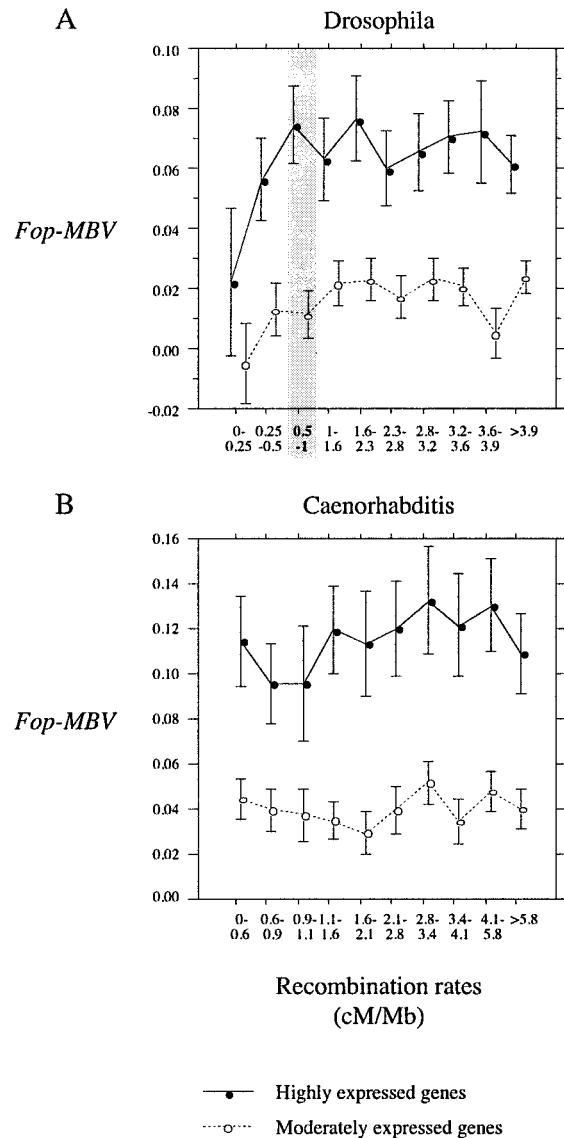 A
Drosophila
0.10
0.08
0.06
0.04
0.02
0.00
-0.02
Fop-MBV
0- 0.25 0.5 1- 1.6- 2.3- 2.8- 3.2- 3.6- >3.9
0.25 -0.5 -1 1.6 2.3 2.8 3.2 3.6 3.9
B
Caenorhabditis
0.16
0.14
0.12
0.10
0.08
0.06
0.04
0.02
0.00
Fop-MBV
0- 0.6- 0.9- 1.1- 1.6- 2.1- 2.8- 3.4- 4.1- >5.8
0.6 0.9 1.1 1.6 2.1 2.8 3.4 4.1 5.8
Recombination rates
(cM/Mb)
Highly expressed genes
Moderately expressed genes